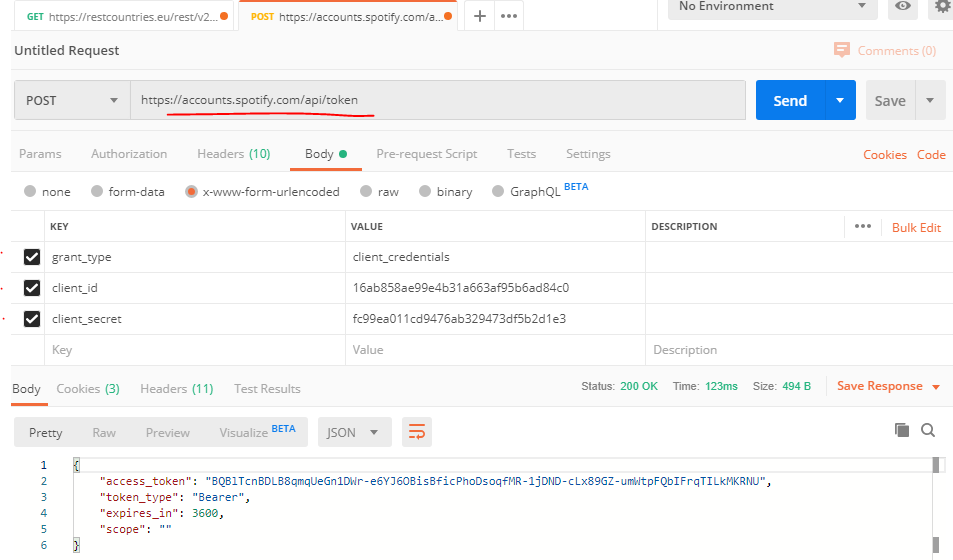 GET https://restcountries.eu/rest/v2...
POST https://accounts.spotify.com/a...
No Environment
Untitled Request
Comments (0)
POST
https://accounts.spotify.com/api/token
Send
Save
Params Authorization Headers (10) Body Pre-request Script Tests Settings Cookies Code
none form-data x-www-form-urlencoded raw binary GraphQL BETA
KEY VALUE DESCRIPTION ••• Bulk Edit
grant_type client_credentials
client_id 16ab858ae99e4b31a663af95b6ad84c0
client_secret fc99ea011cd9476ab329473df5b2d1e3
Key Value Description
Body Cookies (3) Headers (11) Test Results Status: 200 OK Time: 123ms Size: 494 B Save Response
Pretty Raw Preview Visualize BETA JSON
1 {
2 "access_token": "BQBlTcnBDLB8qmqUeGn1DWr-e6YJ6OBisBficPhoDsoqfMR-1jDND-cLx89GZ-umWtpFQbIFrqTILkMKRNU",
3 "token_type": "Bearer",
4 "expires_in": 3600,
5 "scope": ""
6 }